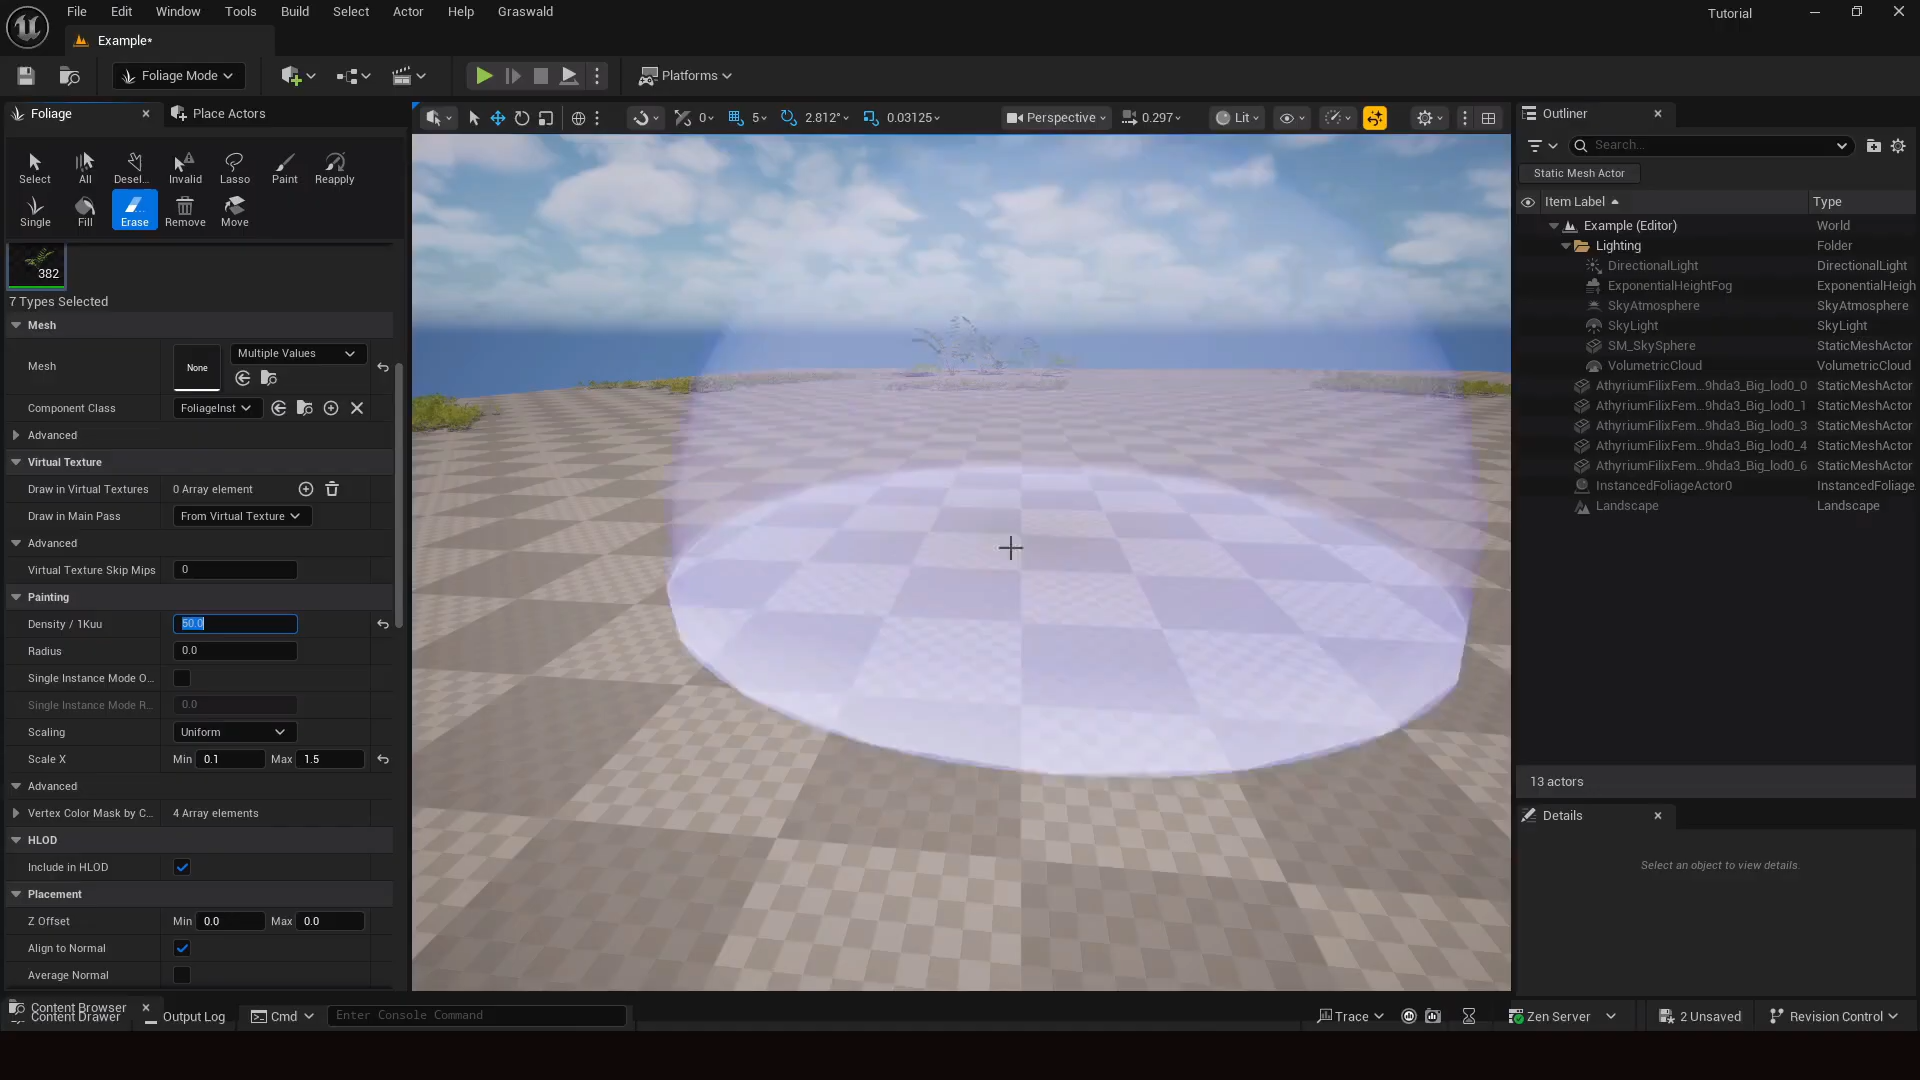 File Edit Window Tools Build Select Actor Help Graswald
Tutorial
Example*
Foliage Mode
Platforms
Foliage
Place Actors
0
5
2.812°
0.03125
Perspective
0.297
Lit
Select All Desel... Invalid Lasso Paint Reapply
Single Fill Erase Remove Move
382
7 Types Selected
Mesh
Mesh
None
Multiple Values
Component Class
FoliageInst
Advanced
Virtual Texture
Draw in Virtual Textures
0 Array element
Draw in Main Pass
From Virtual Texture
Advanced
Virtual Texture Skip Mips
0
Painting
Density / 1Kuu
50.0
Radius
0.0
Single Instance Mode O...
Single Instance Mode R...
0.0
Scaling
Uniform
Scale X
Min 0.1 Max 1.5
Advanced
Vertex Color Mask by C...
4 Array elements
HLOD
Include in HLOD
Placement
Z Offset
Min 0.0 Max 0.0
Align to Normal
Average Normal
Outliner
Search...
Static Mesh Actor
Item Label Type
Example (Editor) World
Lighting Folder
DirectionalLight DirectionalLight
ExponentialHeightFog ExponentialHeigh
SkyAtmosphere SkyAtmosphere
SkyLight SkyLight
SM_SkySphere StaticMeshActor
VolumetricCloud VolumetricCloud
AthyriumFilixFem...9hda3_Big_lod0_0 StaticMeshActor
AthyriumFilixFem...9hda3_Big_lod0_1 StaticMeshActor
AthyriumFilixFem...9hda3_Big_lod0_3 StaticMeshActor
AthyriumFilixFem...9hda3_Big_lod0_4 StaticMeshActor
AthyriumFilixFem...9hda3_Big_lod0_6 StaticMeshActor
InstancedFoliageActor0 InstancedFoliage
Landscape Landscape
13 actors
Details
Select an object to view details.
Content Browser
Content Drawer
Output Log
Cmd
Enter Console Command
Trace
Zen Server
2 Unsaved
Revision Control